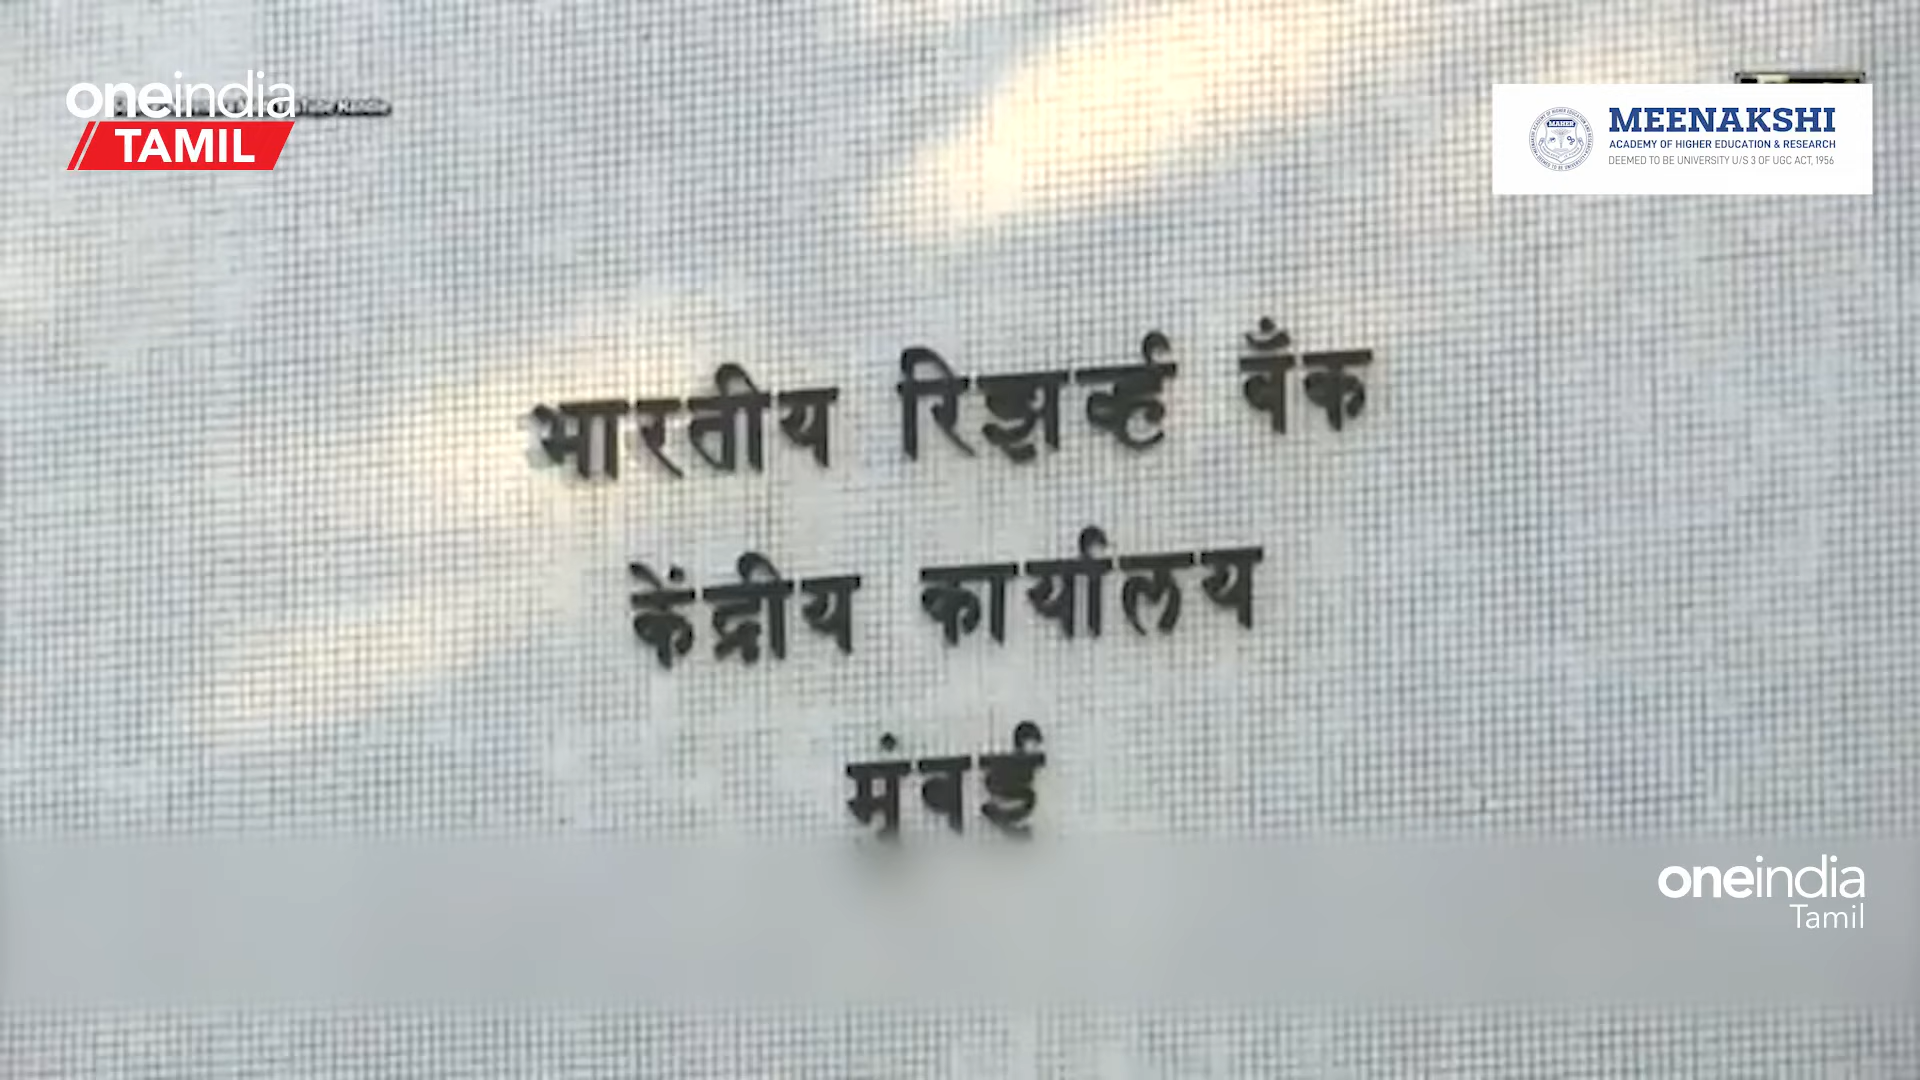 oneindia
TAMIL
MEENAKSHI
ACADEMY OF HIGHER EDUCATION & RESEARCH
DEEMED TO BE UNIVERSITY U/S 3 OF UGC ACT, 1956
भारतीय रिझर्व्ह बँक
केंद्रीय कार्यालय
मुंबई
oneindia
Tamil